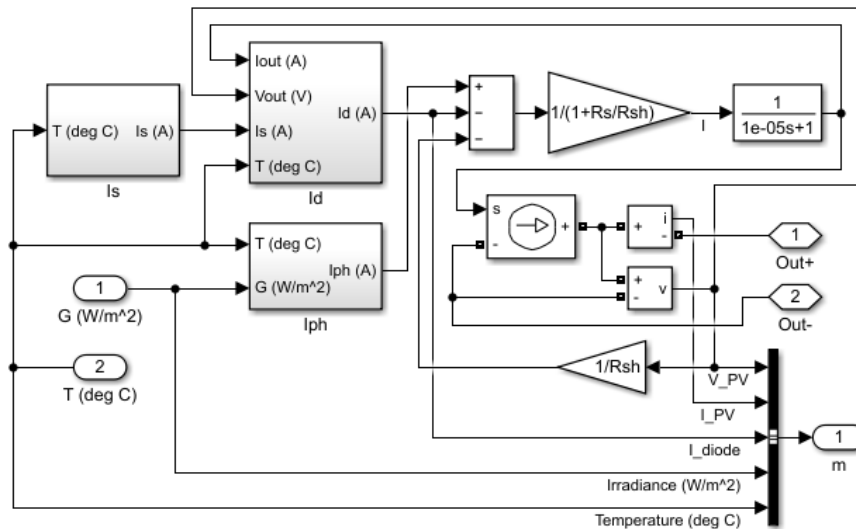 Iout (A)
Vout (V)
Is (A)
T (deg C)
Id (A)
Id
T (deg C)
Is (A)
Is
T (deg C)
G (W/m^2)
Iph (A)
Iph
1
G (W/m^2)
2
T (deg C)
+
−
−
1/(1+Rs/Rsh)
I
1
1e-05s+1
s
-
+
+
i
-
+
-
v
1
Out+
2
Out-
1/Rsh
V_PV
I_PV
I_diode
Irradiance (W/m^2)
Temperature (deg C)
1
m